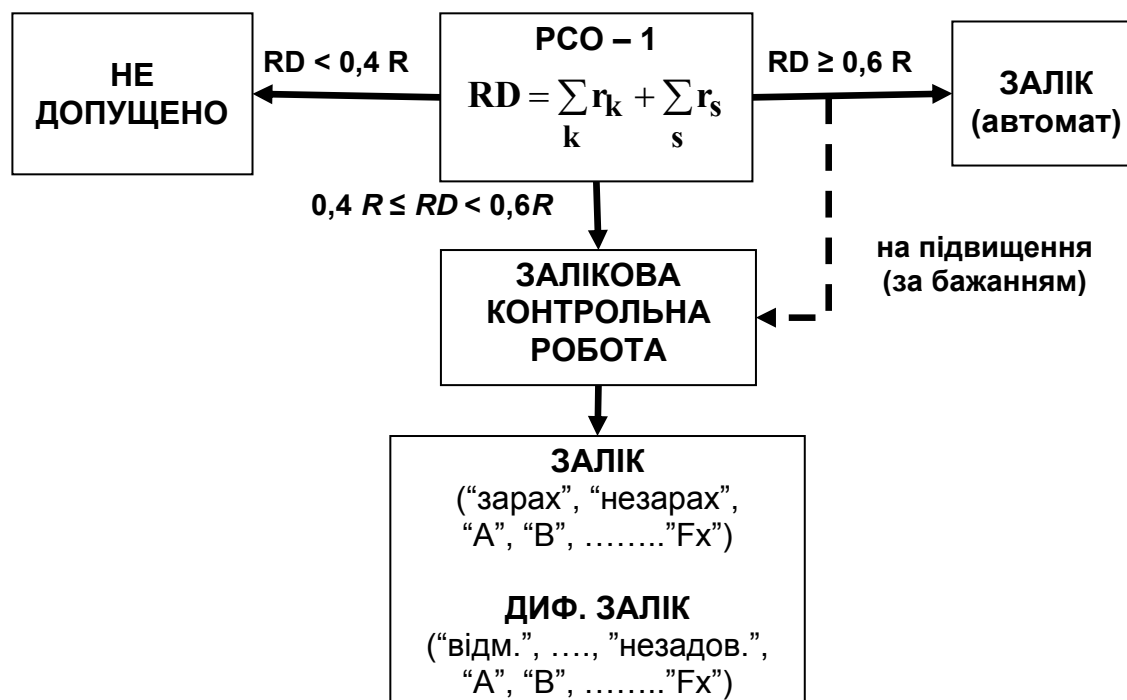 НЕ
ДОПУЩЕНО
RD < 0,4 R
РСО – 1
RD = ∑ r_k + ∑ r_s
k s
RD ≥ 0,6 R
ЗАЛІК
(автомат)
0,4 R ≤ RD < 0,6R
на підвищення
(за бажанням)
ЗАЛІКОВА
КОНТРОЛЬНА
РОБОТА
ЗАЛІК
(“зарах”, “незарах”,
“А”, “В”, ……..”Fx”)
ДИФ. ЗАЛІК
(“відм.”, …., ”незадов.”,
“А”, “В”, ……..”Fx”)